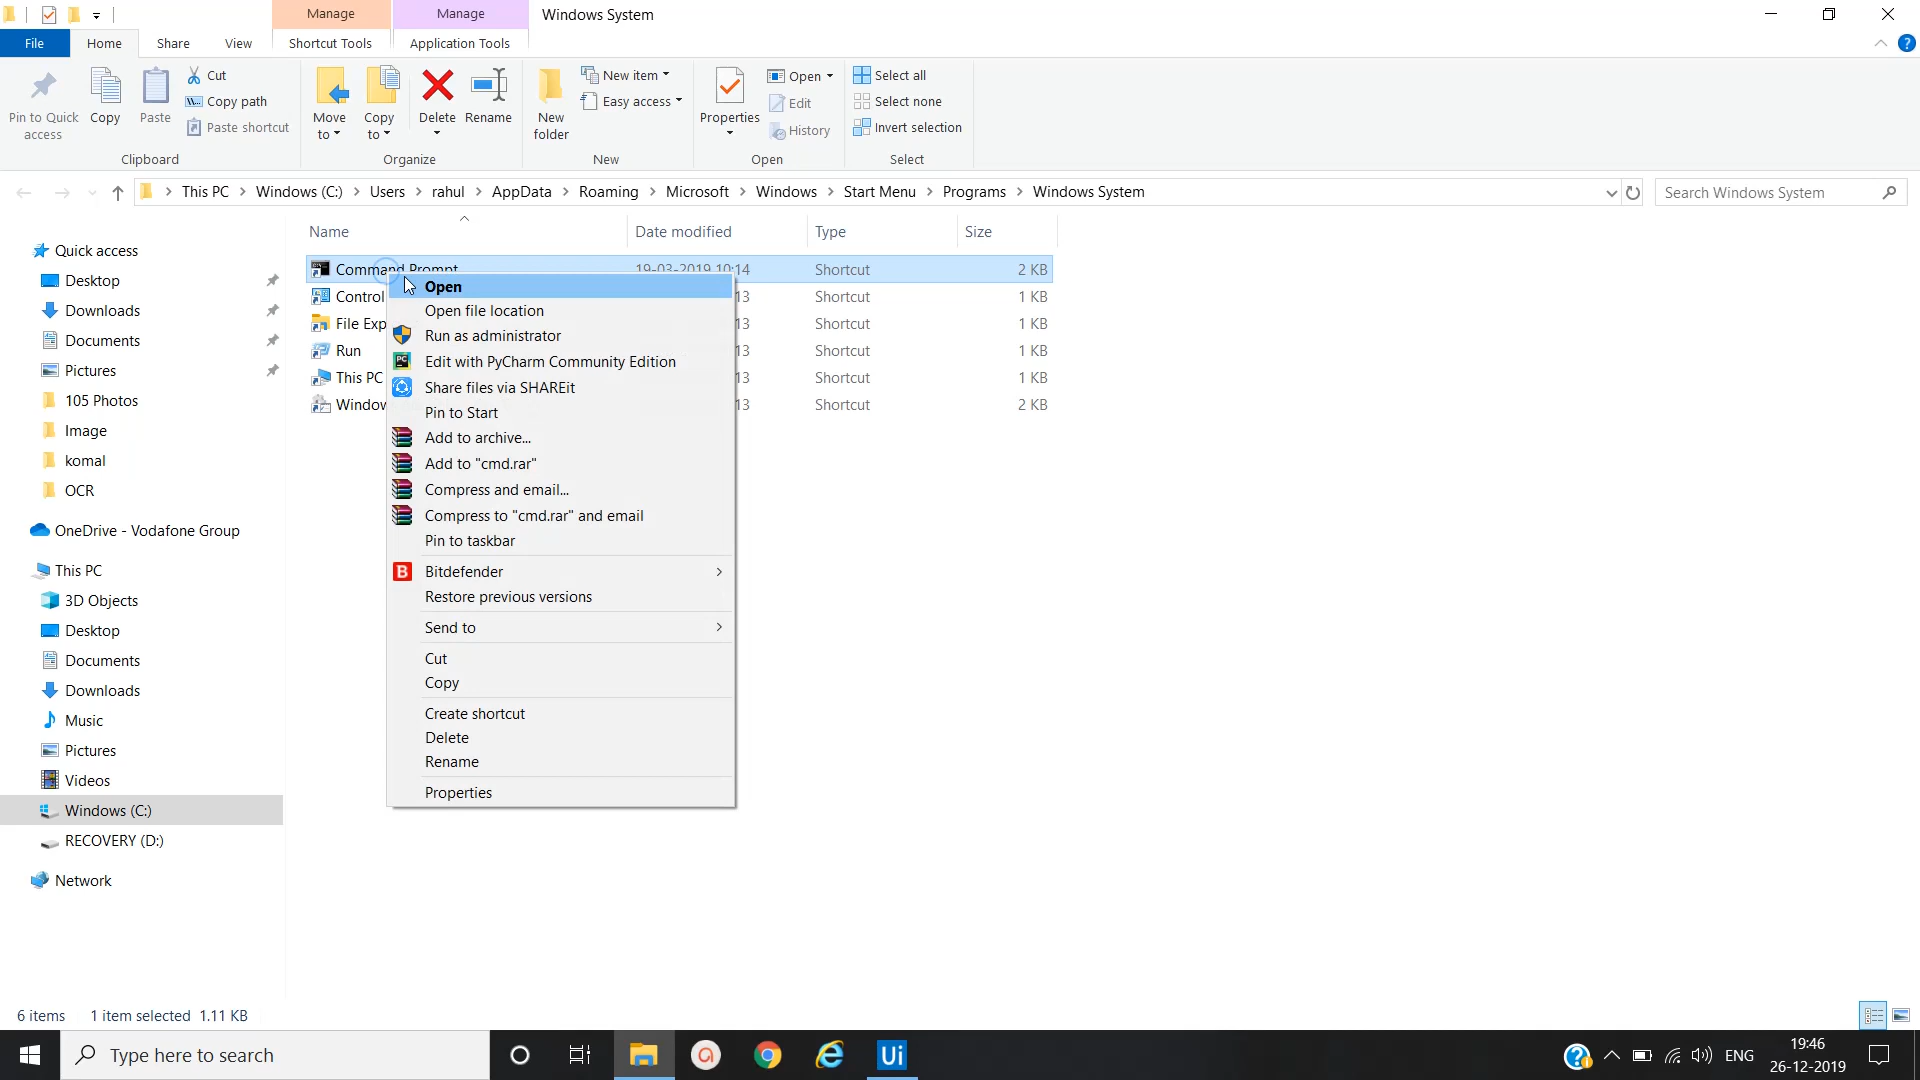 Manage
Manage
Windows System
File
Home
Share
View
Shortcut Tools
Application Tools
Pin to Quick access
Copy
Paste
Cut
Copy path
Paste shortcut
Clipboard
Move to
Copy to
Delete
Rename
Organize
New folder
New item
Easy access
New
Properties
Open
Edit
History
Open
Select all
Select none
Invert selection
Select
This PC > Windows (C:) > Users > rahul > AppData > Roaming > Microsoft > Windows > Start Menu > Programs > Windows System
Search Windows System
Name
Date modified
Type
Size
Quick access
Desktop
Downloads
Documents
Pictures
105 Photos
Image
komal
OCR
OneDrive - Vodafone Group
This PC
3D Objects
Desktop
Documents
Downloads
Music
Pictures
Videos
Windows (C:)
RECOVERY (D:)
Network
Command Prompt 19-03-2019 10:14 Shortcut 2 KB
Control 13 Shortcut 1 KB
File Exp 13 Shortcut 1 KB
Run 13 Shortcut 1 KB
This PC 13 Shortcut 1 KB
Window 13 Shortcut 2 KB
Open
Open file location
Run as administrator
Edit with PyCharm Community Edition
Share files via SHAREit
Pin to Start
Add to archive...
Add to "cmd.rar"
Compress and email...
Compress to "cmd.rar" and email
Pin to taskbar
B Bitdefender
Restore previous versions
Send to
Cut
Copy
Create shortcut
Delete
Rename
Properties
6 items 1 item selected 1.11 KB
Type here to search
Ui
ENG
19:46
26-12-2019